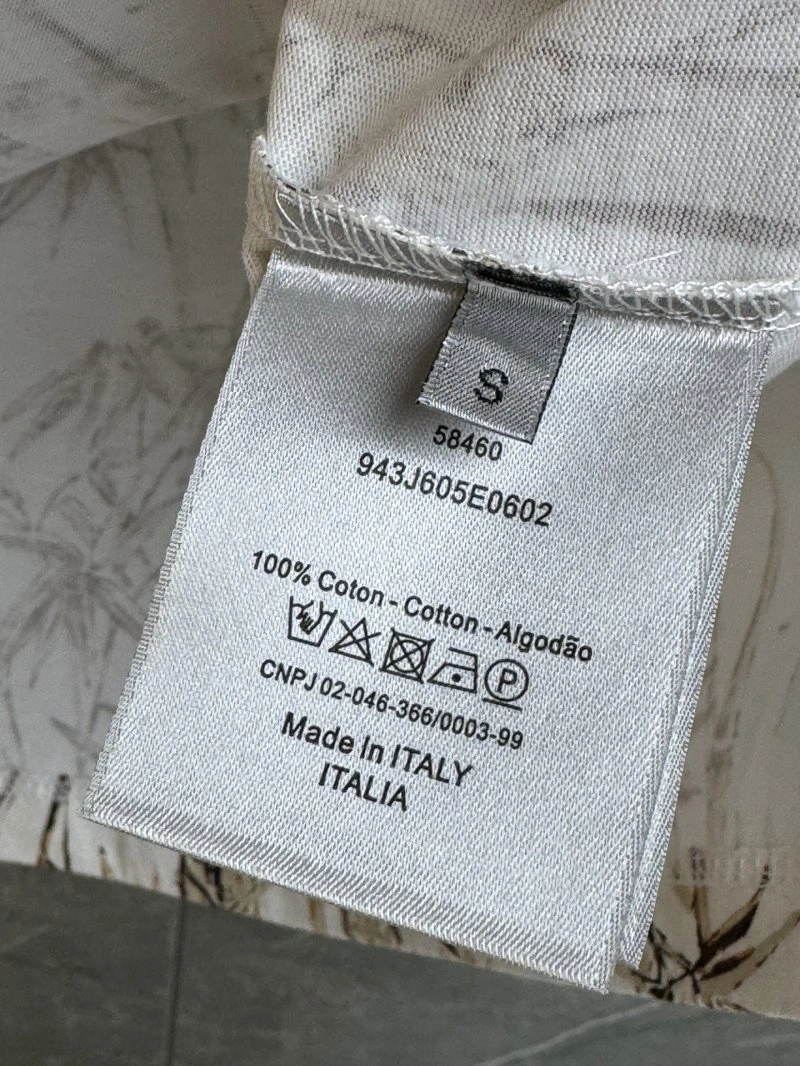 S
58460
943J605E0602
100% Coton - Cotton - Algodão
P
CNPJ 02-046-366/0003-99
Made In ITALY
ITALIA